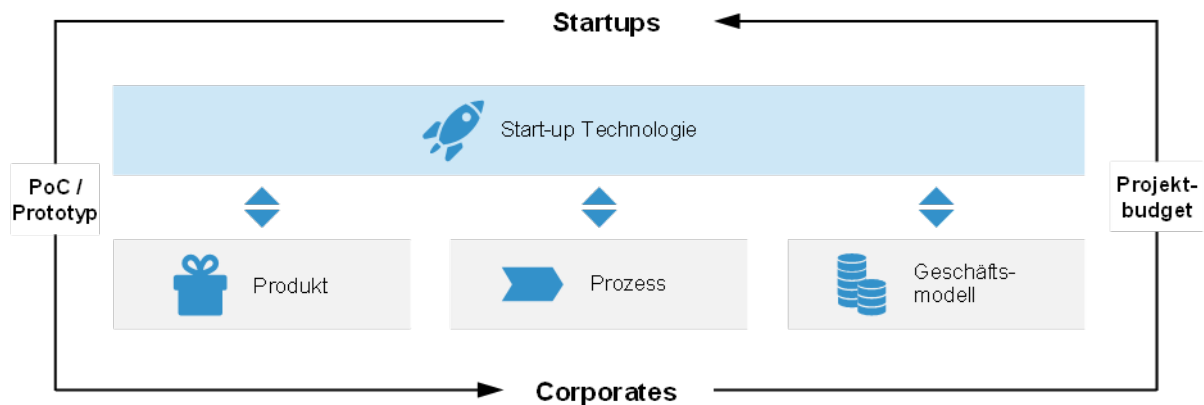 Startups
Start-up Technologie
PoC /
Prototyp
Projekt-
budget
Produkt
Prozess
Geschäfts-
modell
Corporates